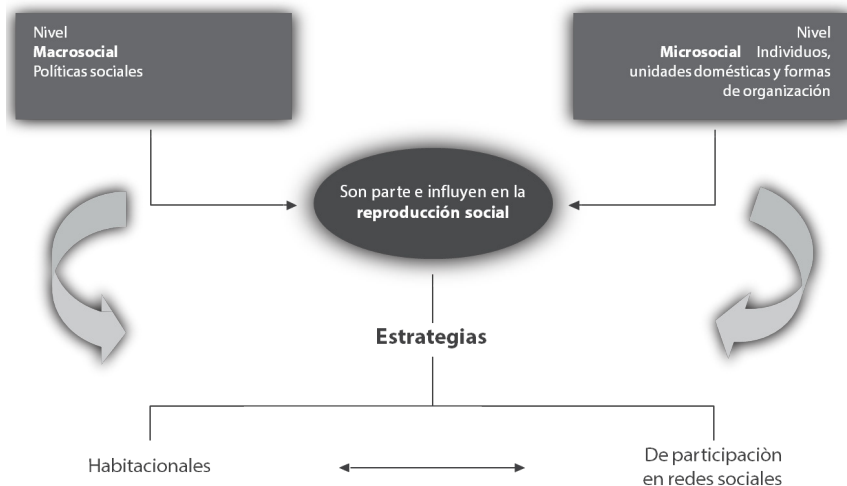 Nivel
Macrosocial
Políticas sociales
Nivel
Microsocial Individuos,
unidades domésticas y formas
de organización
Son parte e influyen en la
reproducción social
Estrategias
Habitacionales
De participaciòn
en redes sociales